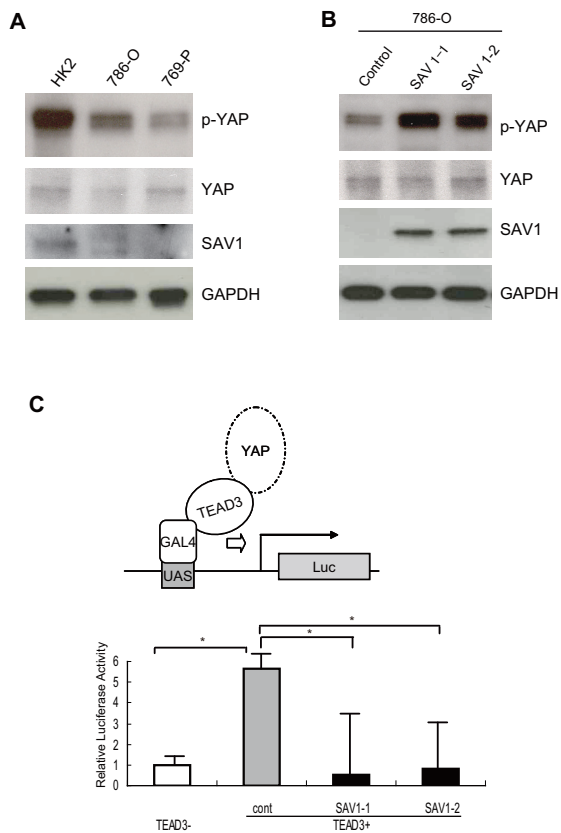 A
HK2
786-O
769-P
p-YAP
YAP
SAV1
GAPDH
B
786-O
Control
SAV 1-1
SAV 1-2
p-YAP
YAP
SAV1
GAPDH
C
YAP
TEAD3
GAL4
UAS
Luc
Relative Luciferase Activity
6
5
4
3
2
1
0
*
*
*
cont
SAV1-1
SAV1-2
TEAD3-
TEAD3+